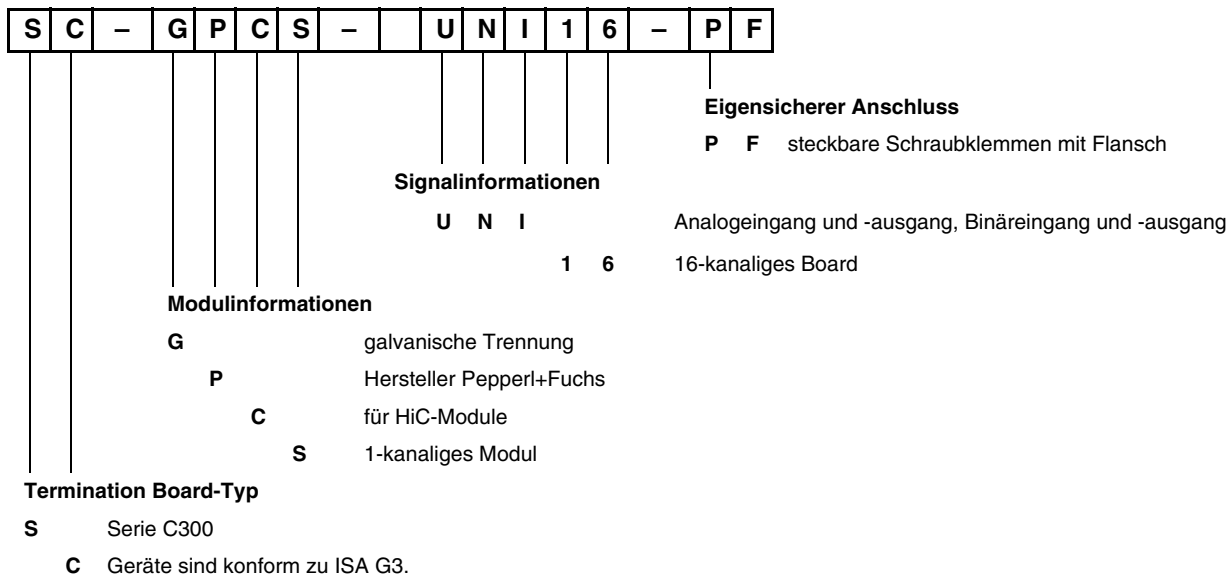 S C – G P C S – U N I 1 6 – P F
Eigensicherer Anschluss
P F steckbare Schraubklemmen mit Flansch
Signalinformationen
U N I Analogeingang und -ausgang, Binäreingang und -ausgang
1 6 16-kanaliges Board
Modulinformationen
G galvanische Trennung
P Hersteller Pepperl+Fuchs
C für HiC-Module
S 1-kanaliges Modul
Termination Board-Typ
S Serie C300
C Geräte sind konform zu ISA G3.